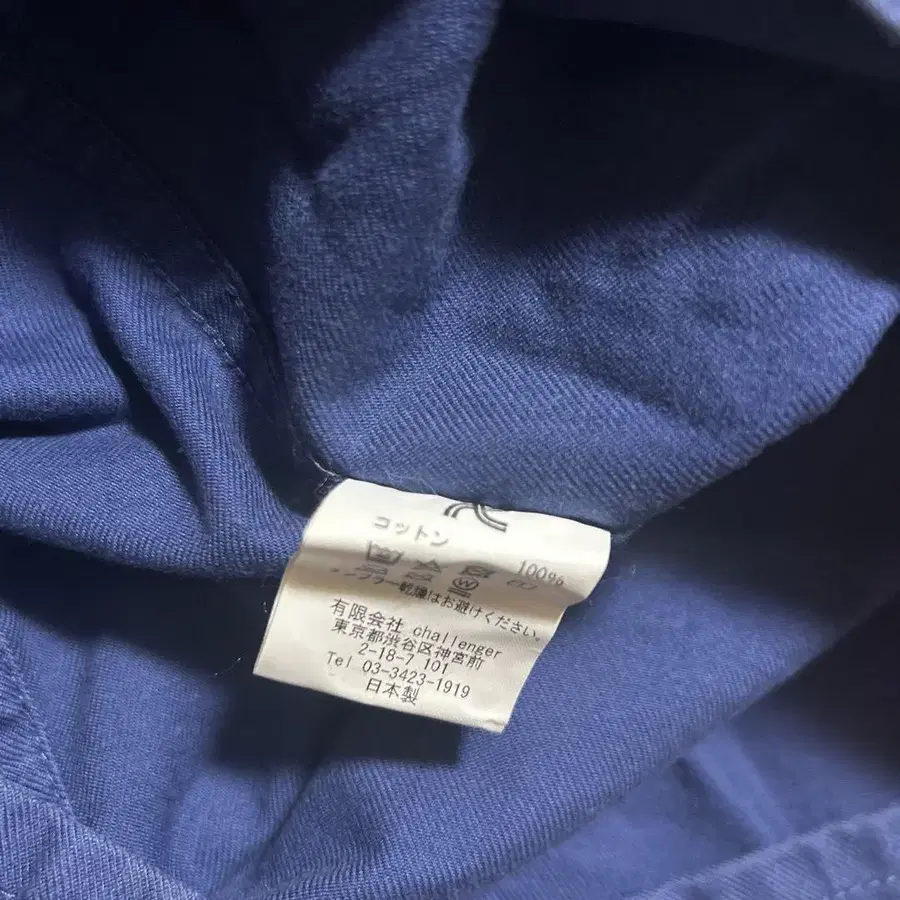 コットン 100%
タンブラー乾燥はお避けください。
有限会社 challenger
東京都渋谷区神宮前
2-18-7 101
Tel 03-3423-1919
日本製